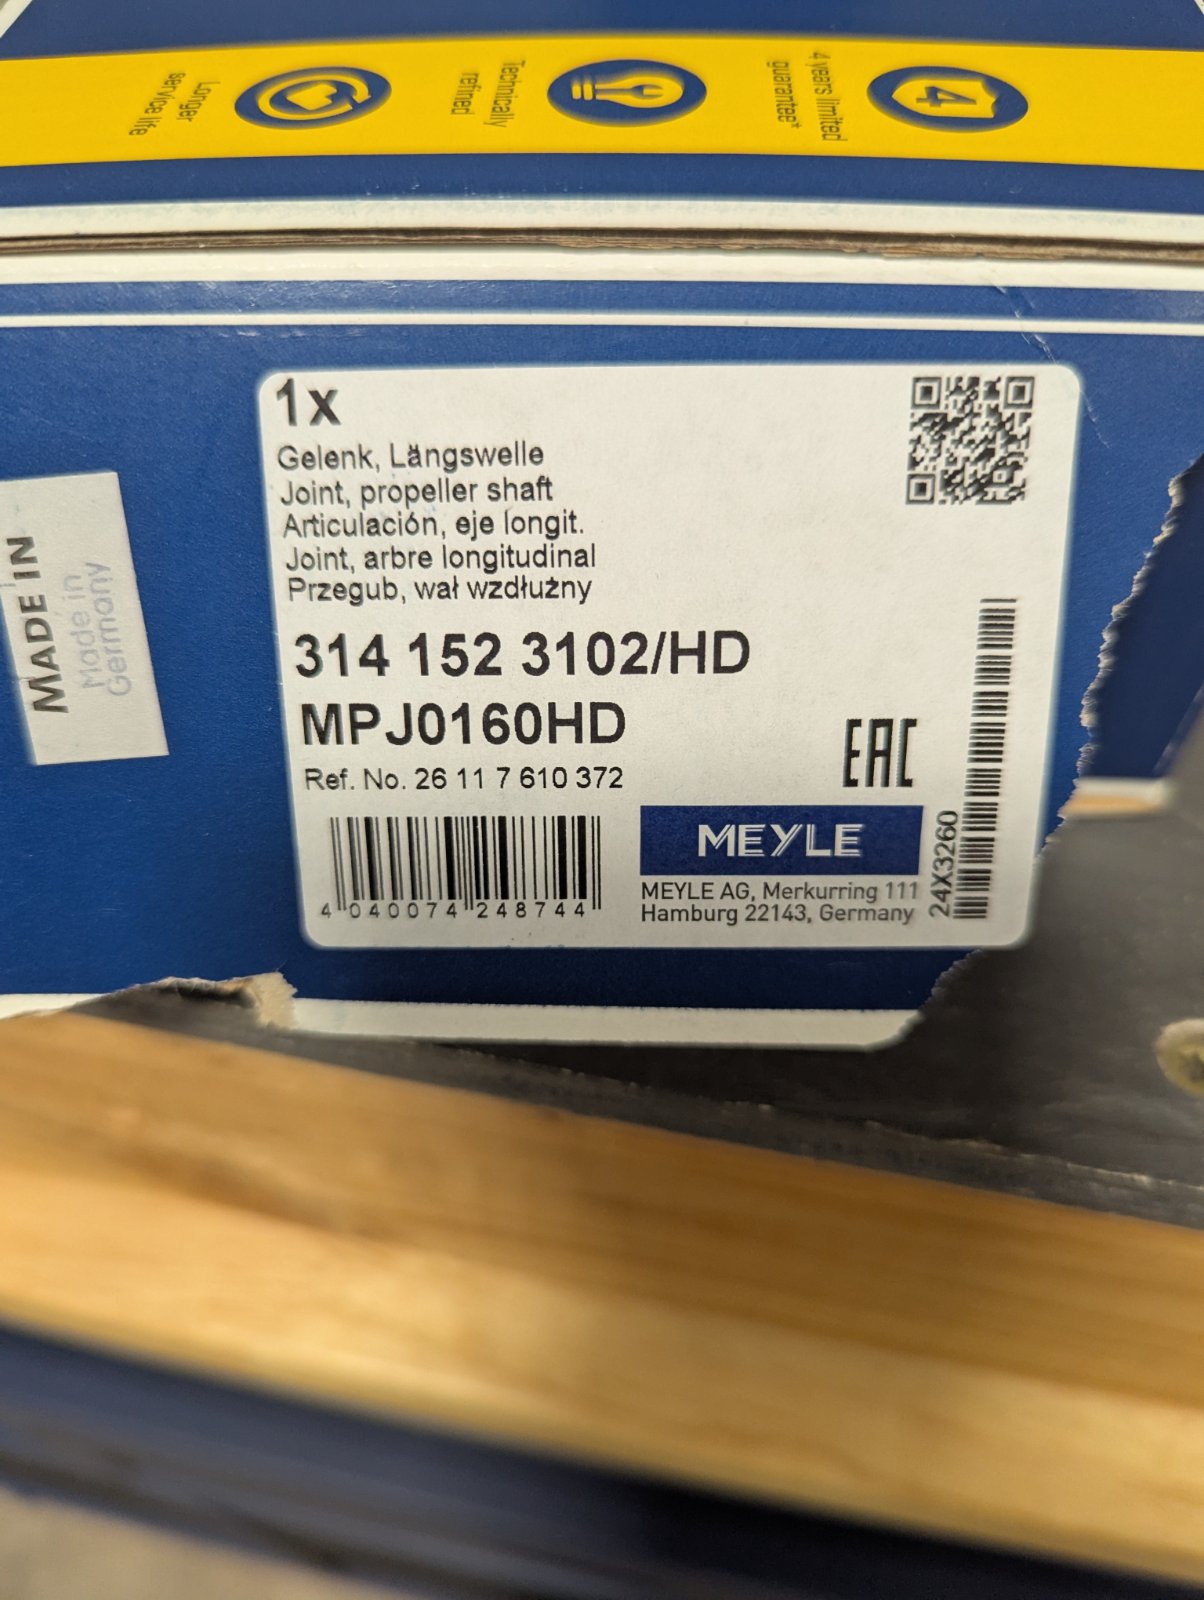 4 years limited
guarantee*
4
Technically
refined
Longer
service life
MADE IN
Made in
Germany
1x
Gelenk, Längswelle
Joint, propeller shaft
Articulación, eje longit.
Joint, arbre longitudinal
Przegub, wał wzdłużny
314 152 3102/HD
MPJ0160HD
Ref. No. 26 11 7 610 372
EAC
4 040074 248744
MEYLE
MEYLE AG, Merkurring 111
Hamburg 22143, Germany
24X3260